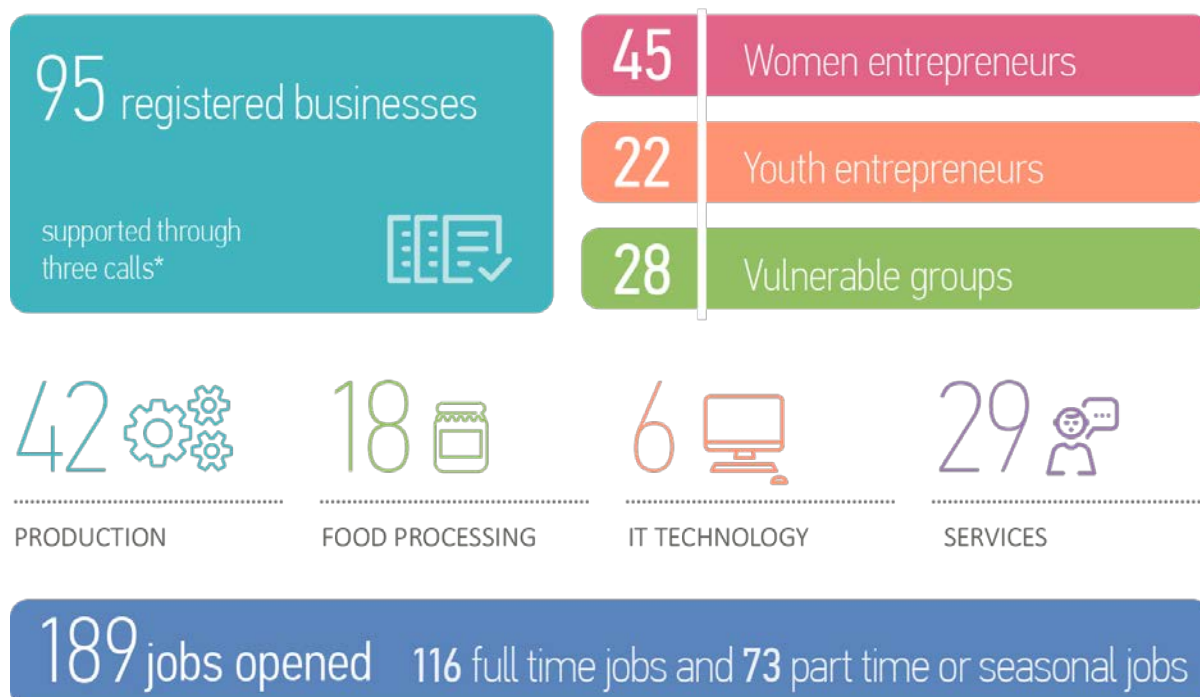 95 registered businesses
supported through
three calls*
45 Women entrepreneurs
22 Youth entrepreneurs
28 Vulnerable groups
42
PRODUCTION
18
FOOD PROCESSING
6
IT TECHNOLOGY
29
SERVICES
189 jobs opened 116 full time jobs and 73 part time or seasonal jobs